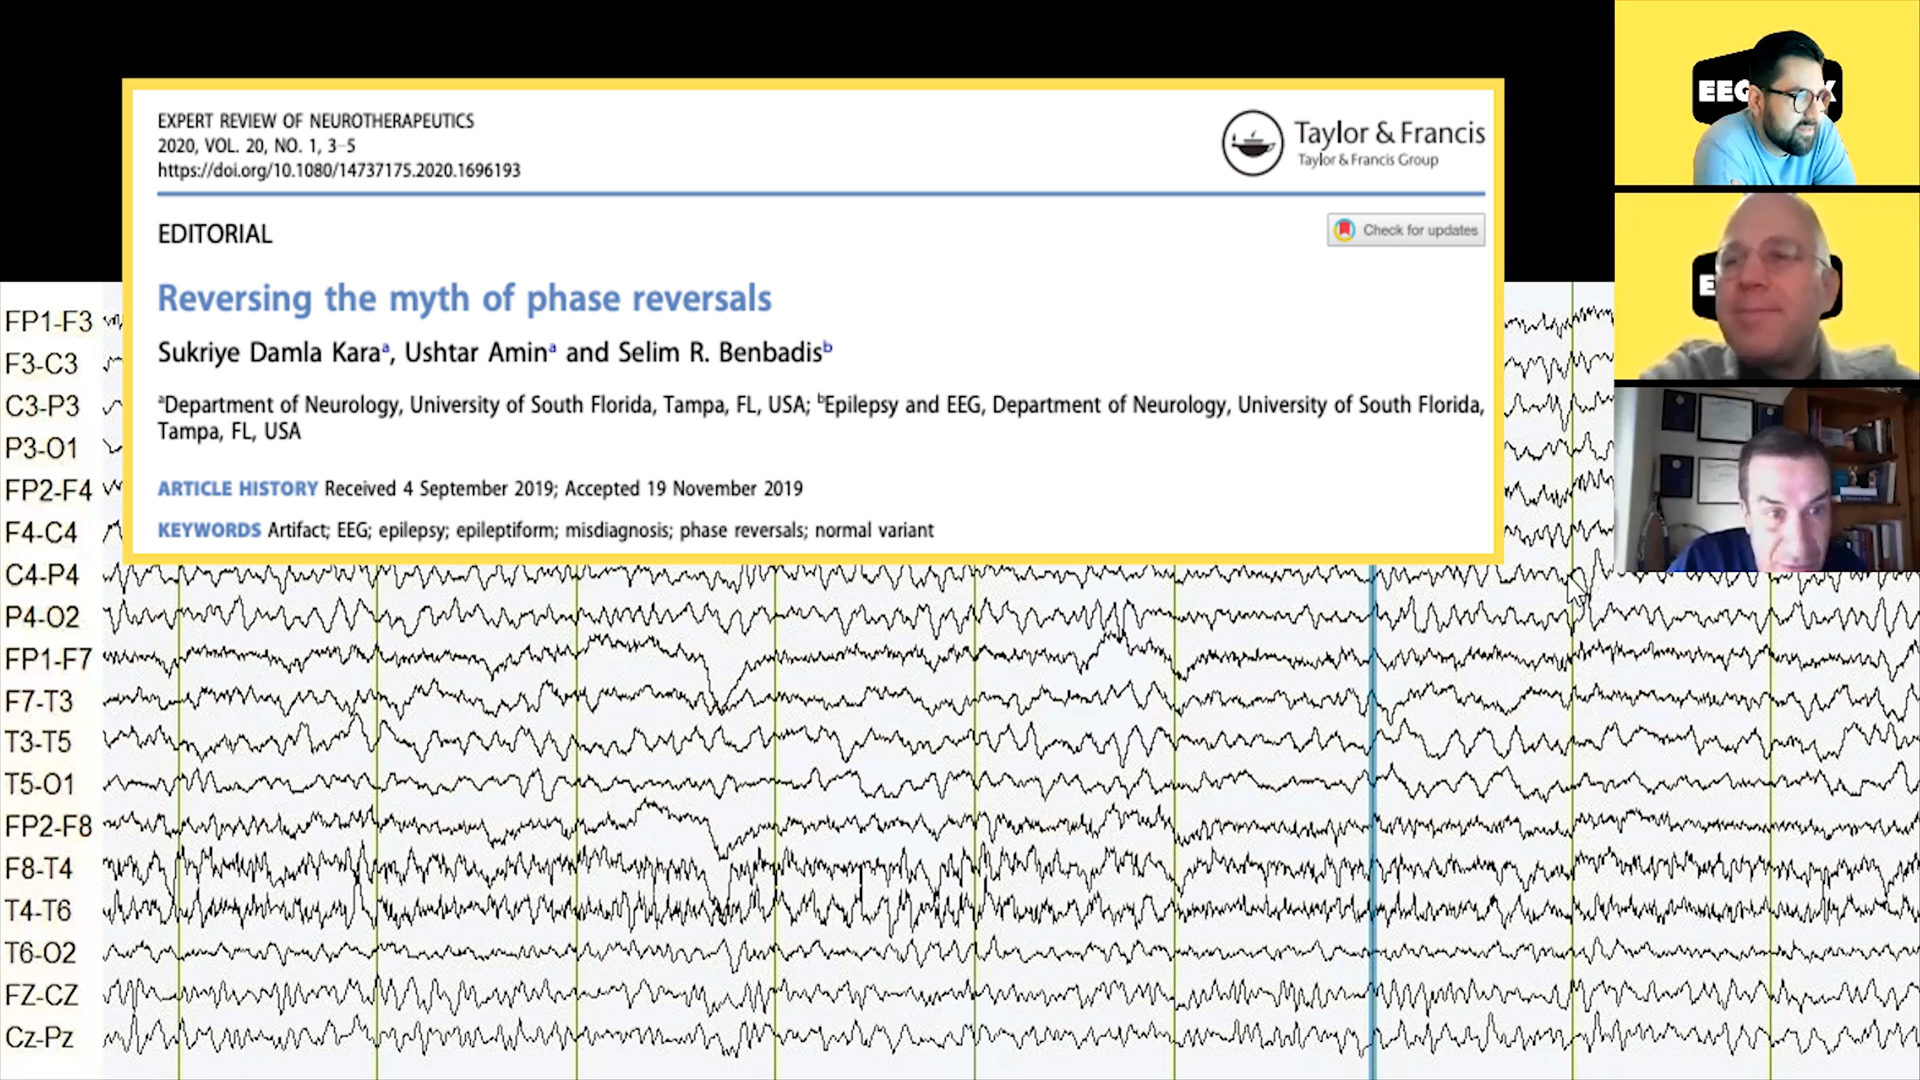 EXPERT REVIEW OF NEUROTHERAPEUTICS
2020, VOL. 20, NO. 1, 3–5
https://doi.org/10.1080/14737175.2020.1696193
Taylor & Francis
Taylor & Francis Group
EDITORIAL
Check for updates
Reversing the myth of phase reversals
Sukriye Damla Karaᵃ, Ushtar Aminᵃ and Selim R. Benbadisᵇ
ᵃDepartment of Neurology, University of South Florida, Tampa, FL, USA; ᵇEpilepsy and EEG, Department of Neurology, University of South Florida,
Tampa, FL, USA
ARTICLE HISTORY Received 4 September 2019; Accepted 19 November 2019
KEYWORDS Artifact; EEG; epilepsy; epileptiform; misdiagnosis; phase reversals; normal variant
FP1-F3
F3-C3
C3-P3
P3-O1
FP2-F4
F4-C4
C4-P4
P4-O2
FP1-F7
F7-T3
T3-T5
T5-O1
FP2-F8
F8-T4
T4-T6
T6-O2
FZ-CZ
Cz-Pz